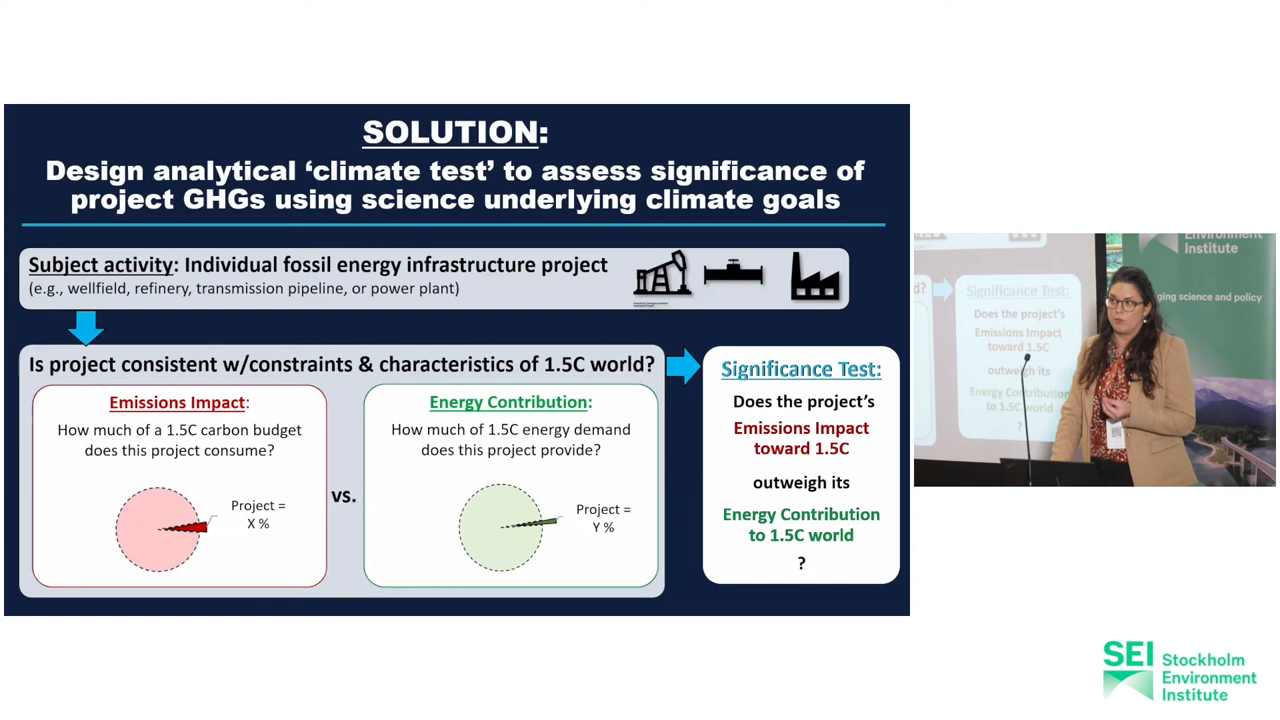 SOLUTION:
Design analytical ‘climate test’ to assess significance of
project GHGs using science underlying climate goals
Subject activity: Individual fossil energy infrastructure project
(e.g., wellfield, refinery, transmission pipeline, or power plant)
Is project consistent w/constraints & characteristics of 1.5C world?
Emissions Impact:
How much of a 1.5C carbon budget
does this project consume?
Project =
X %
vs.
Energy Contribution:
How much of 1.5C energy demand
does this project provide?
Project =
Y %
Significance Test:
Does the project’s
Emissions Impact
toward 1.5C
outweigh its
Energy Contribution
to 1.5C world
?
Environment
Institute
ging science and policy
d?
Significance Test:
Does the project's
Emissions Impact
toward 1.5C
outweigh its
Energy Contribution
to 1.5C world
?
SEI Stockholm
Environment
Institute